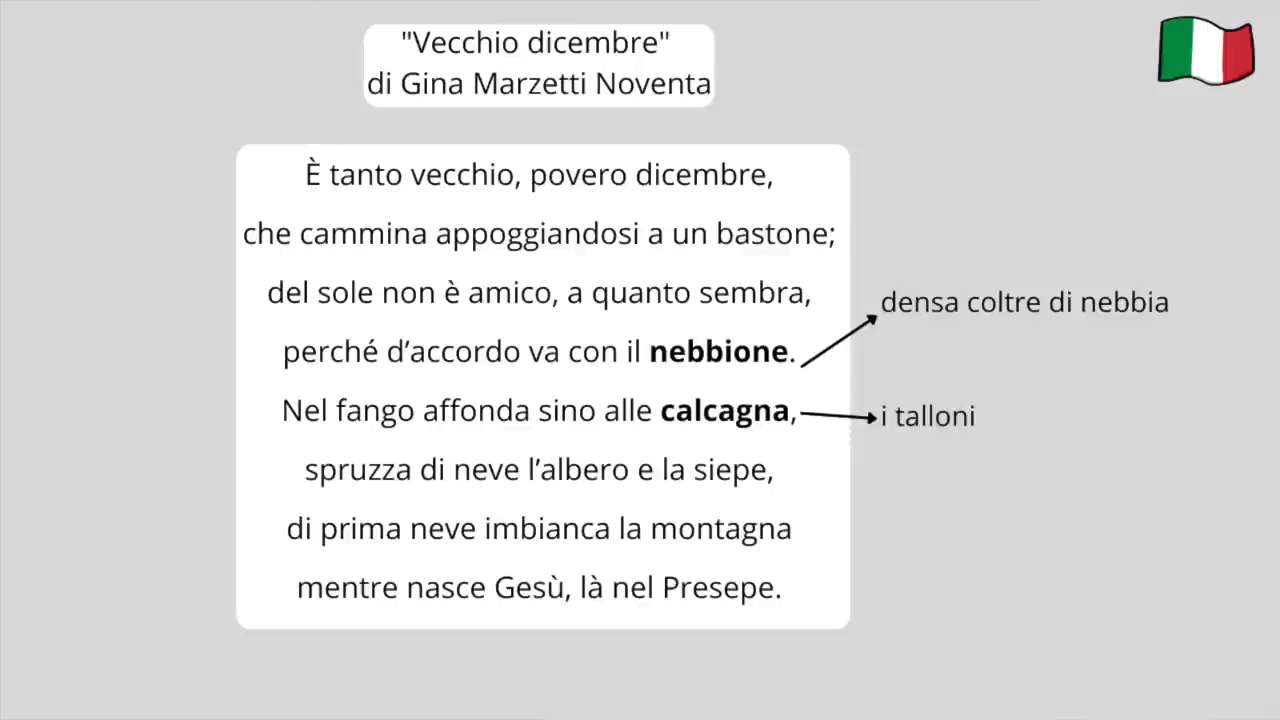 "Vecchio dicembre"
di Gina Marzetti Noventa
È tanto vecchio, povero dicembre,
che cammina appoggiandosi a un bastone;
del sole non è amico, a quanto sembra,
perché d’accordo va con il nebbione.
densa coltre di nebbia
Nel fango affonda sino alle calcagna,
i talloni
spruzza di neve l’albero e la siepe,
di prima neve imbianca la montagna
mentre nasce Gesù, là nel Presepe.